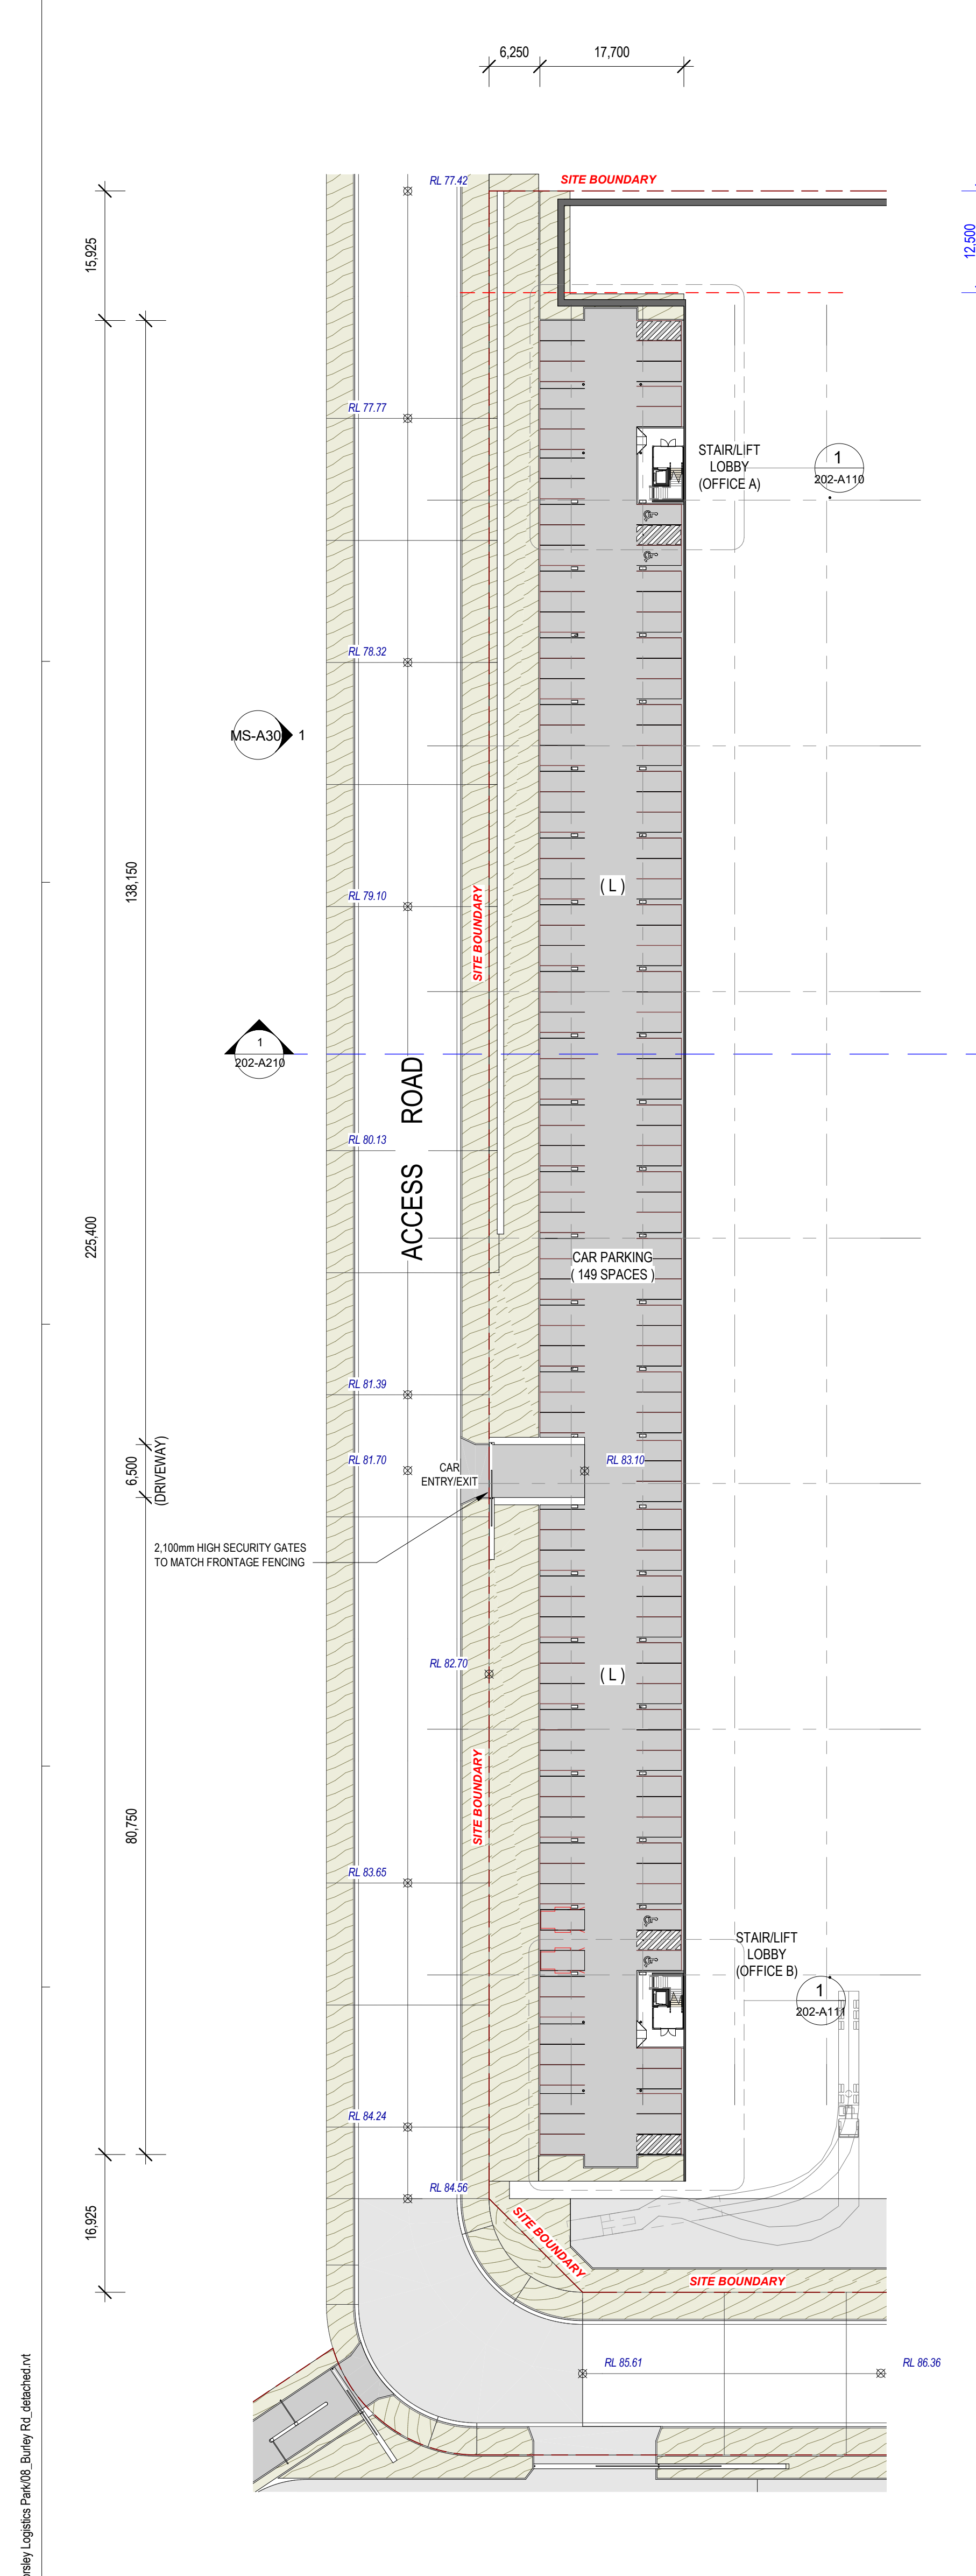 6,250
17,700
RL 77.42
SITE BOUNDARY
12,500
15,925
RL 77.77
STAIR/LIFT
LOBBY
(OFFICE A)
1
202-A110
RL 78.32
MS-A30
1
138,150
( L )
RL 79.10
SITE BOUNDARY
1
202-A210
ACCESS ROAD
RL 80.13
225,400
CAR PARKING
( 149 SPACES )
RL 81.39
6,500
(DRIVEWAY)
RL 81.70
CAR
ENTRY/EXIT
RL 83.10
2,100mm HIGH SECURITY GATES
TO MATCH FRONTAGE FENCING
RL 82.70
( L )
SITE BOUNDARY
80,750
RL 83.65
STAIR/LIFT
LOBBY
(OFFICE B)
1
202-A111
RL 84.24
RL 84.56
16,925
SITE BOUNDARY
SITE BOUNDARY
RL 85.61
RL 86.36
orsley Logistics Park/08_Burley Rd_detached.rvt